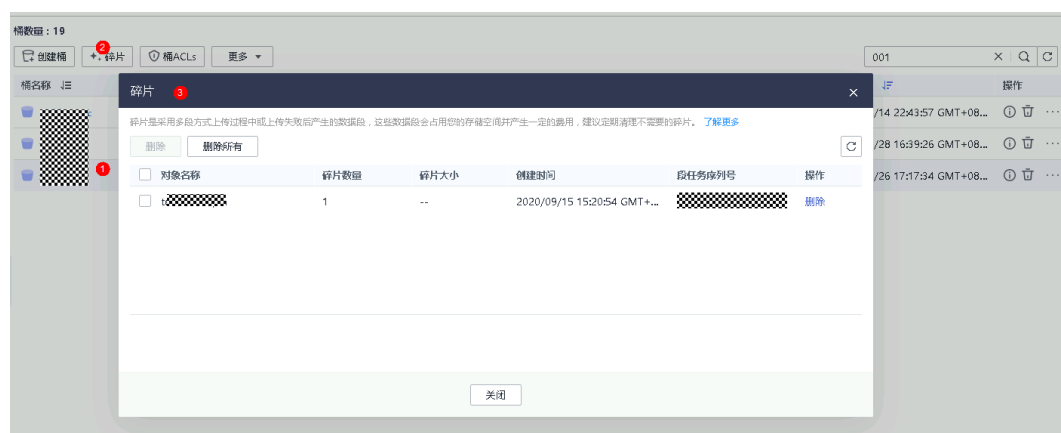 桶数量：19
创建桶 2 碎片 桶ACLs 更多 001
桶名称 操作
碎片 3
碎片是采用多段方式上传过程中或上传失败后产生的数据段，这些数据段会占用您的存储空间并产生一定的费用，建议定期清理不需要的碎片。 了解更多
删除 删除所有
对象名称 碎片数量 碎片大小 创建时间 段任务序列号 操作
1 -- 2020/09/15 15:20:54 GMT+... 删除
/14 22:43:57 GMT+08...
/28 16:39:26 GMT+08...
1 /26 17:17:34 GMT+08...
关闭